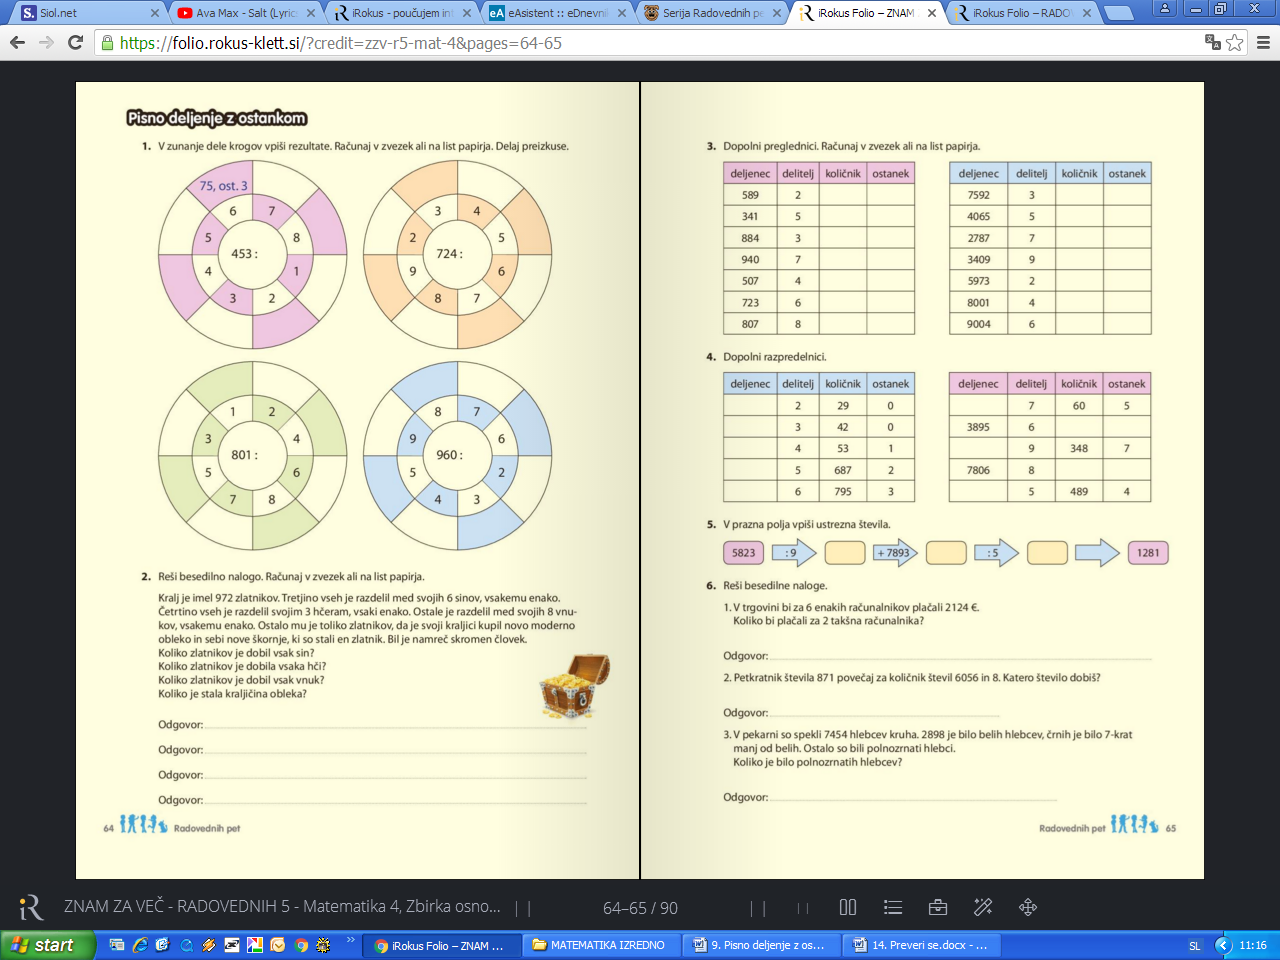 Siol.net
Ava Max - Salt (Lyric
iRokus - poučujem int
eAsistent :: eDnevni
Serija Radovednih pe
iRokus Folio – ZNAM
iRokus Folio – RADO
https://folio.rokus-klett.si/?credit=zzv-r5-mat-4&pages=64-65
Pisno deljenje z ostankom
1. V zunanje dele krogov vpiši rezultate. Računaj v zvezek ali na list papirja. Delaj preizkuse.
75, ost. 3
6 7
5 8
453 :
4 1
3 2
3 4
2 5
724 :
9 6
8 7
1 2
3 4
801 :
5 6
7 8
8 7
9 6
960 :
5 2
4 3
2. Reši besedilno nalogo. Računaj v zvezek ali na list papirja.
Kralj je imel 972 zlatnikov. Tretjino vseh je razdelil med svojih 6 sinov, vsakemu enako.
Četrtino vseh je razdelil svojim 3 hčeram, vsaki enako. Ostale je razdelil med svojih 8 vnu-
kov, vsakemu enako. Ostalo mu je toliko zlatnikov, da je svoji kraljici kupil novo moderno
obleko in sebi nove škornje, ki so stali en zlatnik. Bil je namreč skromen človek.
Koliko zlatnikov je dobil vsak sin?
Koliko zlatnikov je dobila vsaka hči?
Koliko zlatnikov je dobil vsak vnuk?
Koliko je stala kraljičina obleka?
Odgovor:
Odgovor:
Odgovor:
Odgovor:
64 Radovednih pet
3. Dopolni preglednici. Računaj v zvezek ali na list papirja.
deljenec delitelj količnik ostanek
589 2
341 5
884 3
940 7
507 4
723 6
807 8
deljenec delitelj količnik ostanek
7592 3
4065 5
2787 7
3409 9
5973 2
8001 4
9004 6
4. Dopolni razpredelnici.
deljenec delitelj količnik ostanek
2 29 0
3 42 0
4 53 1
5 687 2
6 795 3
deljenec delitelj količnik ostanek
7 60 5
3895 6
9 348 7
7806 8
5 489 4
5. V prazna polja vpiši ustrezna števila.
5823 : 9 + 7893 : 5 1281
6. Reši besedilne naloge.
1. V trgovini bi za 6 enakih računalnikov plačali 2124 €.
Koliko bi plačali za 2 takšna računalnika?
Odgovor:
2. Petkratnik števila 871 povečaj za količnik števil 6056 in 8. Katero število dobiš?
Odgovor:
3. V pekarni so spekli 7454 hlebcev kruha. 2898 je bilo belih hlebcev, črnih je bilo 7-krat
manj od belih. Ostalo so bili polnozrnati hlebci.
Koliko je bilo polnozrnatih hlebcev?
Odgovor:
Radovednih pet 65
iR ZNAM ZA VEČ - RADOVEDNIH 5 - Matematika 4, Zbirka osno...
64–65 / 90
start
iRokus Folio – ZNAM ...
MATEMATIKA IZREDNO
9. Pisno deljenje z os...
14. Preveri se.docx - ...
SL
11:16